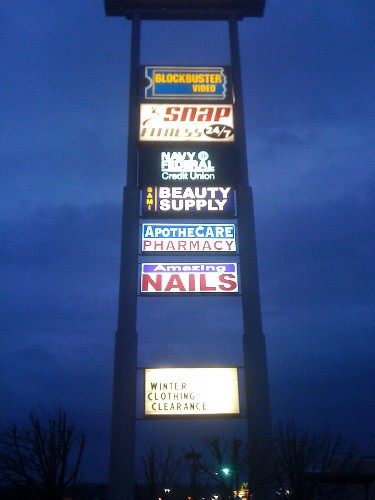 BLOCKBUSTER
VIDEO
SNAP
FITNESS 24/7
NAVY
FEDERAL
Credit Union
SAMI
BEAUTY
SUPPLY
APOTHECARE
PHARMACY
Amazing
NAILS
WINTER
CLOTHING
CLEARANCE